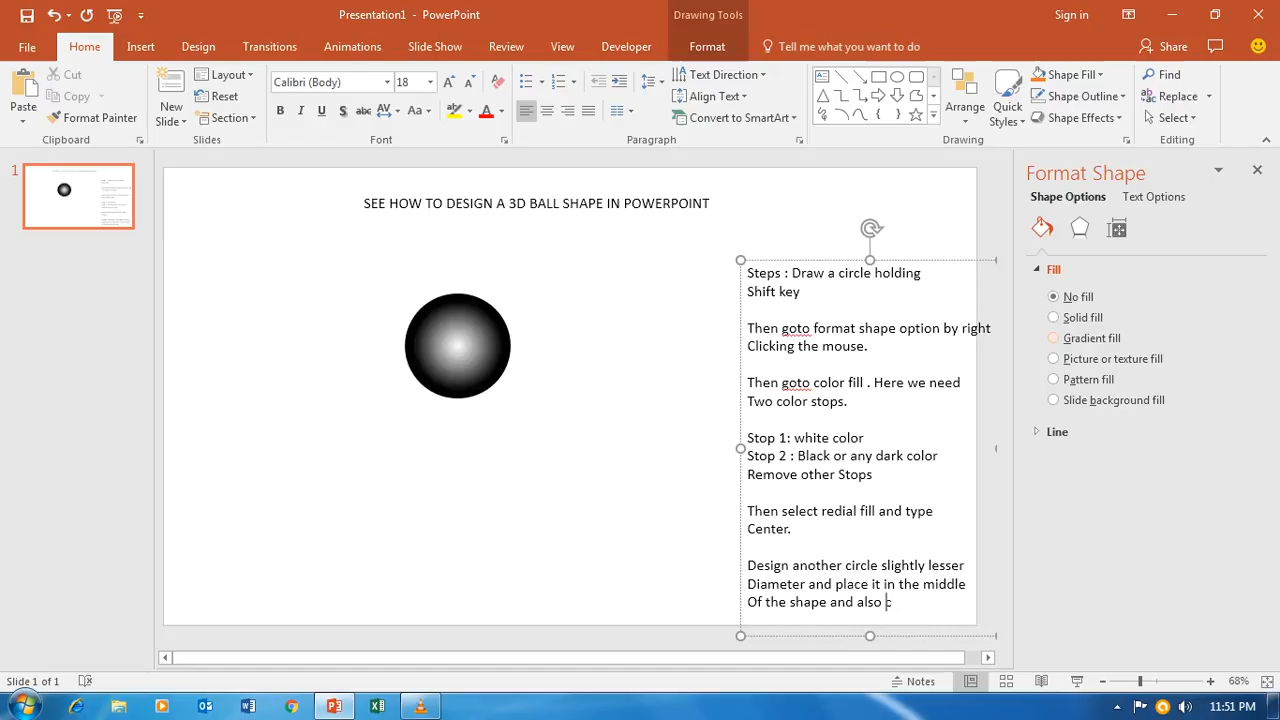 Presentation1 - PowerPoint
Drawing Tools
Sign in
File
Home
Insert
Design
Transitions
Animations
Slide Show
Review
View
Developer
Format
Tell me what you want to do
Share
Paste
Cut
Copy
Format Painter
Clipboard
New
Slide
Layout
Reset
Section
Slides
Calibri (Body)
18
Font
Text Direction
Align Text
Convert to SmartArt
Paragraph
Arrange
Quick
Styles
Shape Fill
Shape Outline
Shape Effects
Drawing
Find
Replace
Select
Editing
1
SEE HOW TO DESIGN A 3D BALL SHAPE IN POWERPOINT
Steps : Draw a circle holding
Shift key
Then goto format shape option by right
Clicking the mouse.
Then goto color fill . Here we need
Two color stops.
Stop 1: white color
Stop 2 : Black or any dark color
Remove other Stops
Then select redial fill and type
Center.
Design another circle slightly lesser
Diameter and place it in the middle
Of the shape and also c
Format Shape
Shape Options
Text Options
Fill
No fill
Solid fill
Gradient fill
Picture or texture fill
Pattern fill
Slide background fill
Line
Slide 1 of 1
Notes
68%
11:51 PM